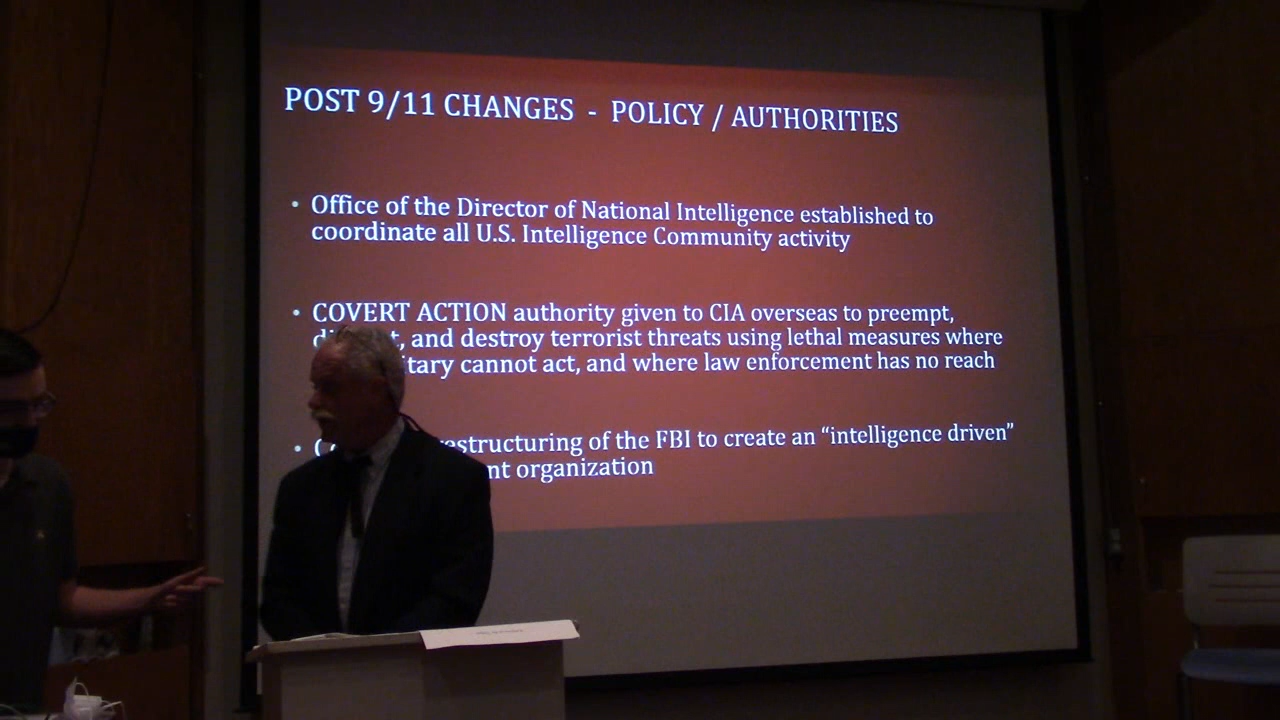 POST 9/11 CHANGES - POLICY / AUTHORITIES
• Office of the Director of National Intelligence established to
coordinate all U.S. Intelligence Community activity
• COVERT ACTION authority given to CIA overseas to preempt,
and destroy terrorist threats using lethal measures where
cannot act, and where law enforcement has no reach
• restructuring of the FBI to create an “intelligence driven”
organization